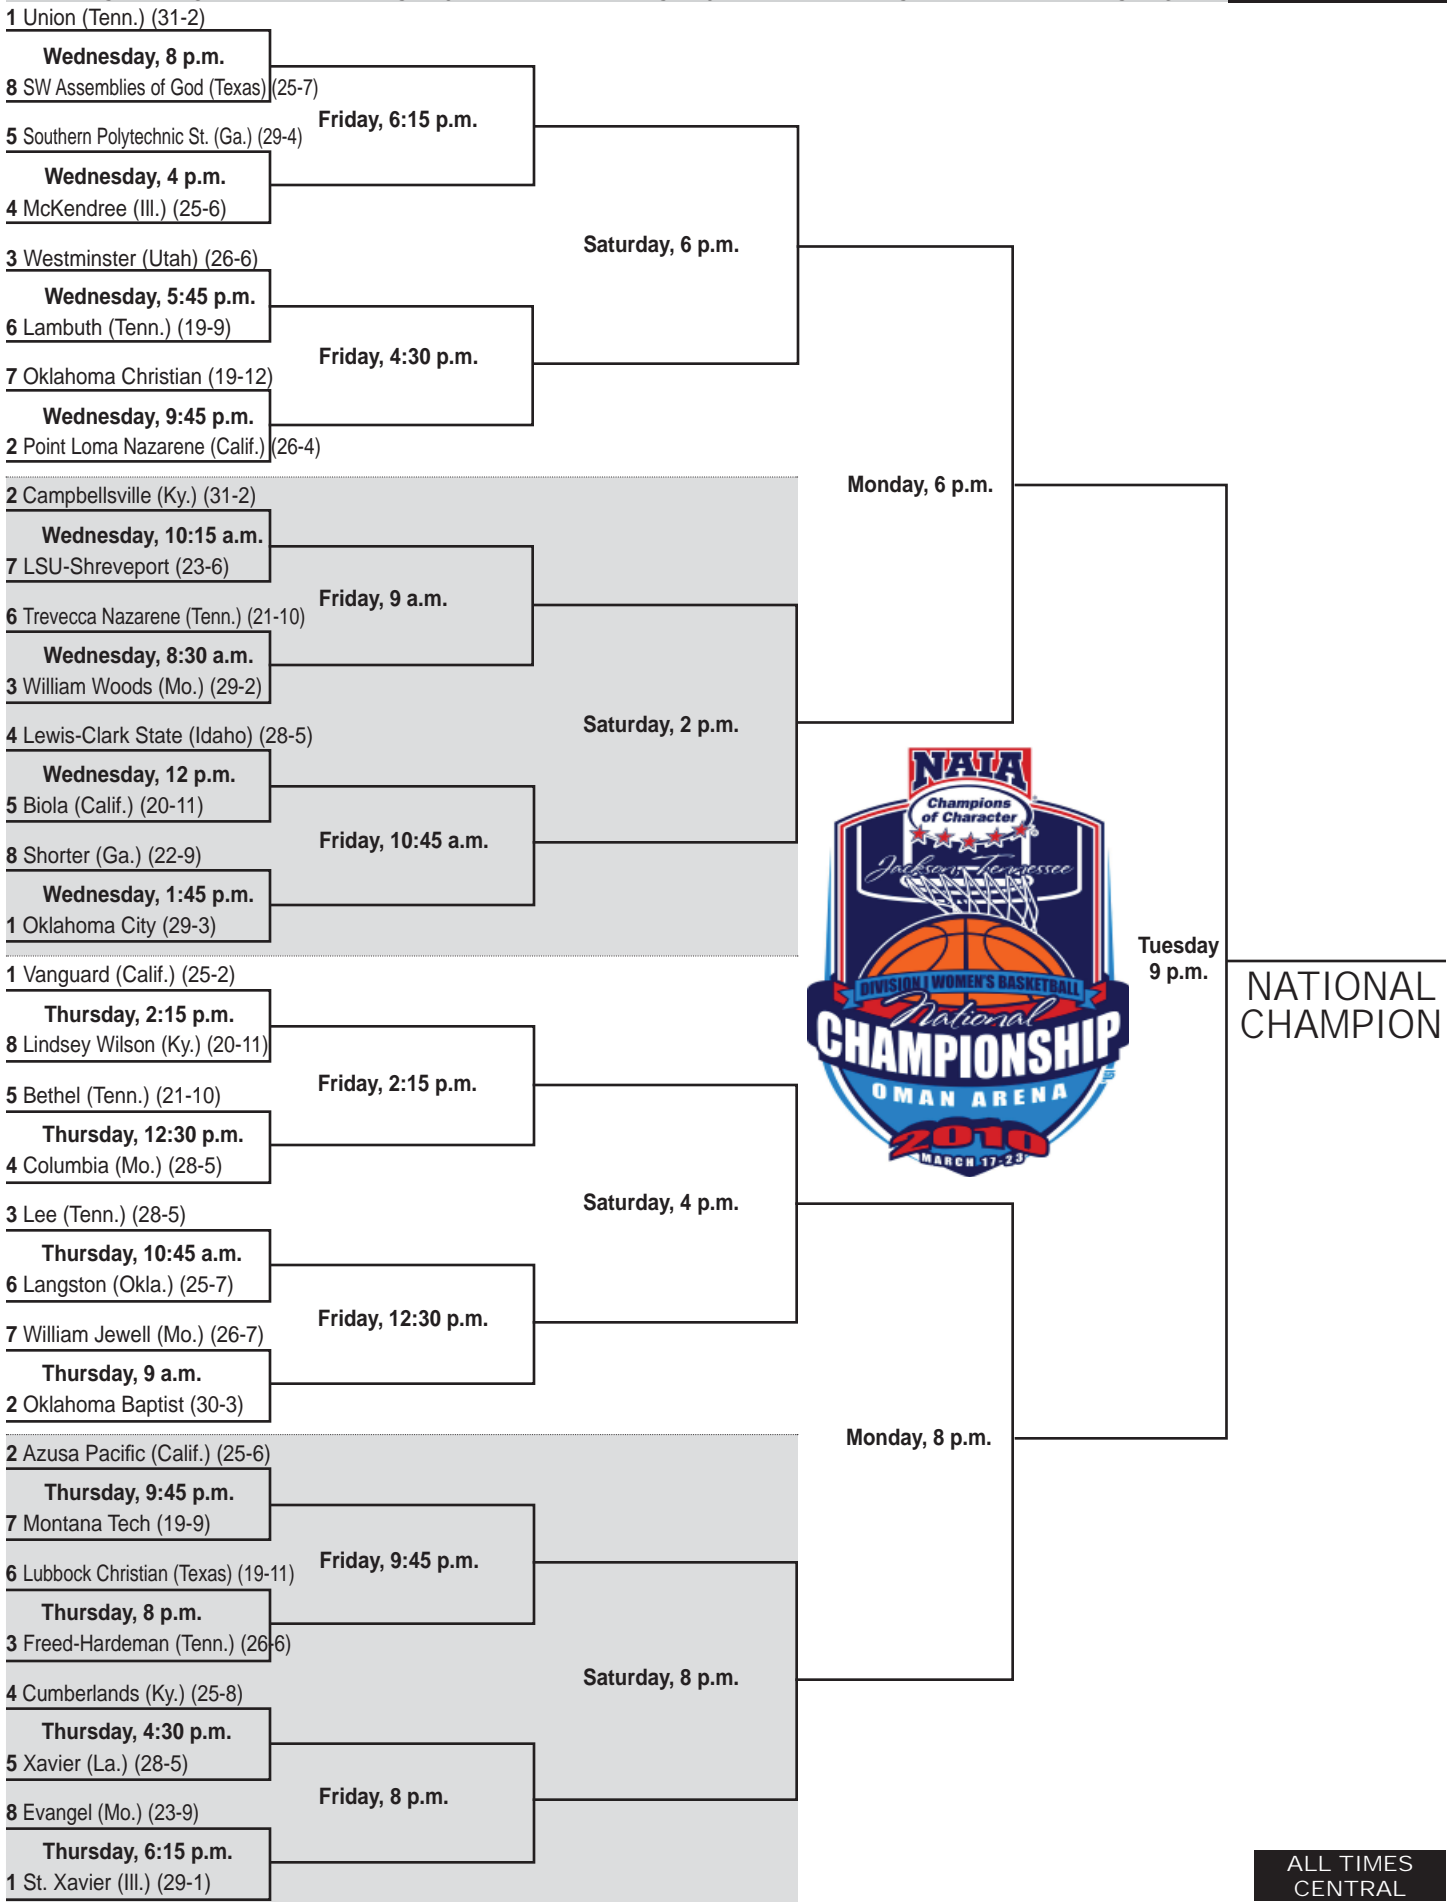 1 Union (Tenn.) (31-2)
Wednesday, 8 p.m.
8 SW Assemblies of God (Texas) (25-7)
Friday, 6:15 p.m.
5 Southern Polytechnic St. (Ga.) (29-4)
Wednesday, 4 p.m.
4 McKendree (Ill.) (25-6)
Saturday, 6 p.m.
3 Westminster (Utah) (26-6)
Wednesday, 5:45 p.m.
6 Lambuth (Tenn.) (19-9)
Friday, 4:30 p.m.
7 Oklahoma Christian (19-12)
Wednesday, 9:45 p.m.
2 Point Loma Nazarene (Calif.) (26-4)
Monday, 6 p.m.
2 Campbellsville (Ky.) (31-2)
Wednesday, 10:15 a.m.
7 LSU-Shreveport (23-6)
Friday, 9 a.m.
6 Trevecca Nazarene (Tenn.) (21-10)
Wednesday, 8:30 a.m.
3 William Woods (Mo.) (29-2)
Saturday, 2 p.m.
4 Lewis-Clark State (Idaho) (28-5)
Wednesday, 12 p.m.
5 Biola (Calif.) (20-11)
Friday, 10:45 a.m.
8 Shorter (Ga.) (22-9)
Wednesday, 1:45 p.m.
1 Oklahoma City (29-3)
NAIA
Champions
of Character
Jackson, Tennessee
DIVISION I WOMEN'S BASKETBALL
National
CHAMPIONSHIP
OMAN ARENA
2010
MARCH 17-23
Tuesday
9 p.m.
NATIONAL
CHAMPION
1 Vanguard (Calif.) (25-2)
Thursday, 2:15 p.m.
8 Lindsey Wilson (Ky.) (20-11)
Friday, 2:15 p.m.
5 Bethel (Tenn.) (21-10)
Thursday, 12:30 p.m.
4 Columbia (Mo.) (28-5)
Saturday, 4 p.m.
3 Lee (Tenn.) (28-5)
Thursday, 10:45 a.m.
6 Langston (Okla.) (25-7)
Friday, 12:30 p.m.
7 William Jewell (Mo.) (26-7)
Thursday, 9 a.m.
2 Oklahoma Baptist (30-3)
Monday, 8 p.m.
2 Azusa Pacific (Calif.) (25-6)
Thursday, 9:45 p.m.
7 Montana Tech (19-9)
Friday, 9:45 p.m.
6 Lubbock Christian (Texas) (19-11)
Thursday, 8 p.m.
3 Freed-Hardeman (Tenn.) (26-6)
Saturday, 8 p.m.
4 Cumberlands (Ky.) (25-8)
Thursday, 4:30 p.m.
5 Xavier (La.) (28-5)
Friday, 8 p.m.
8 Evangel (Mo.) (23-9)
Thursday, 6:15 p.m.
1 St. Xavier (Ill.) (29-1)
ALL TIMES
CENTRAL